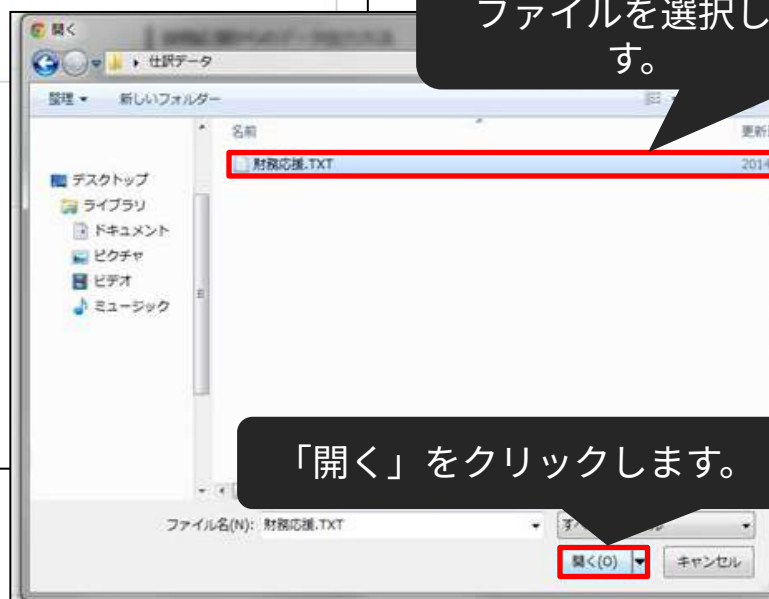 ファイルを選択し
す。
開く
仕訳データ
整理 新しいフォルダー
名前
更新
財務応援.TXT
2014
デスクトップ
ライブラリ
ドキュメント
ピクチャ
ビデオ
ミュージック
「開く」をクリックします。
ファイル名(N): 財務応援.TXT
開く(O)
キャンセル